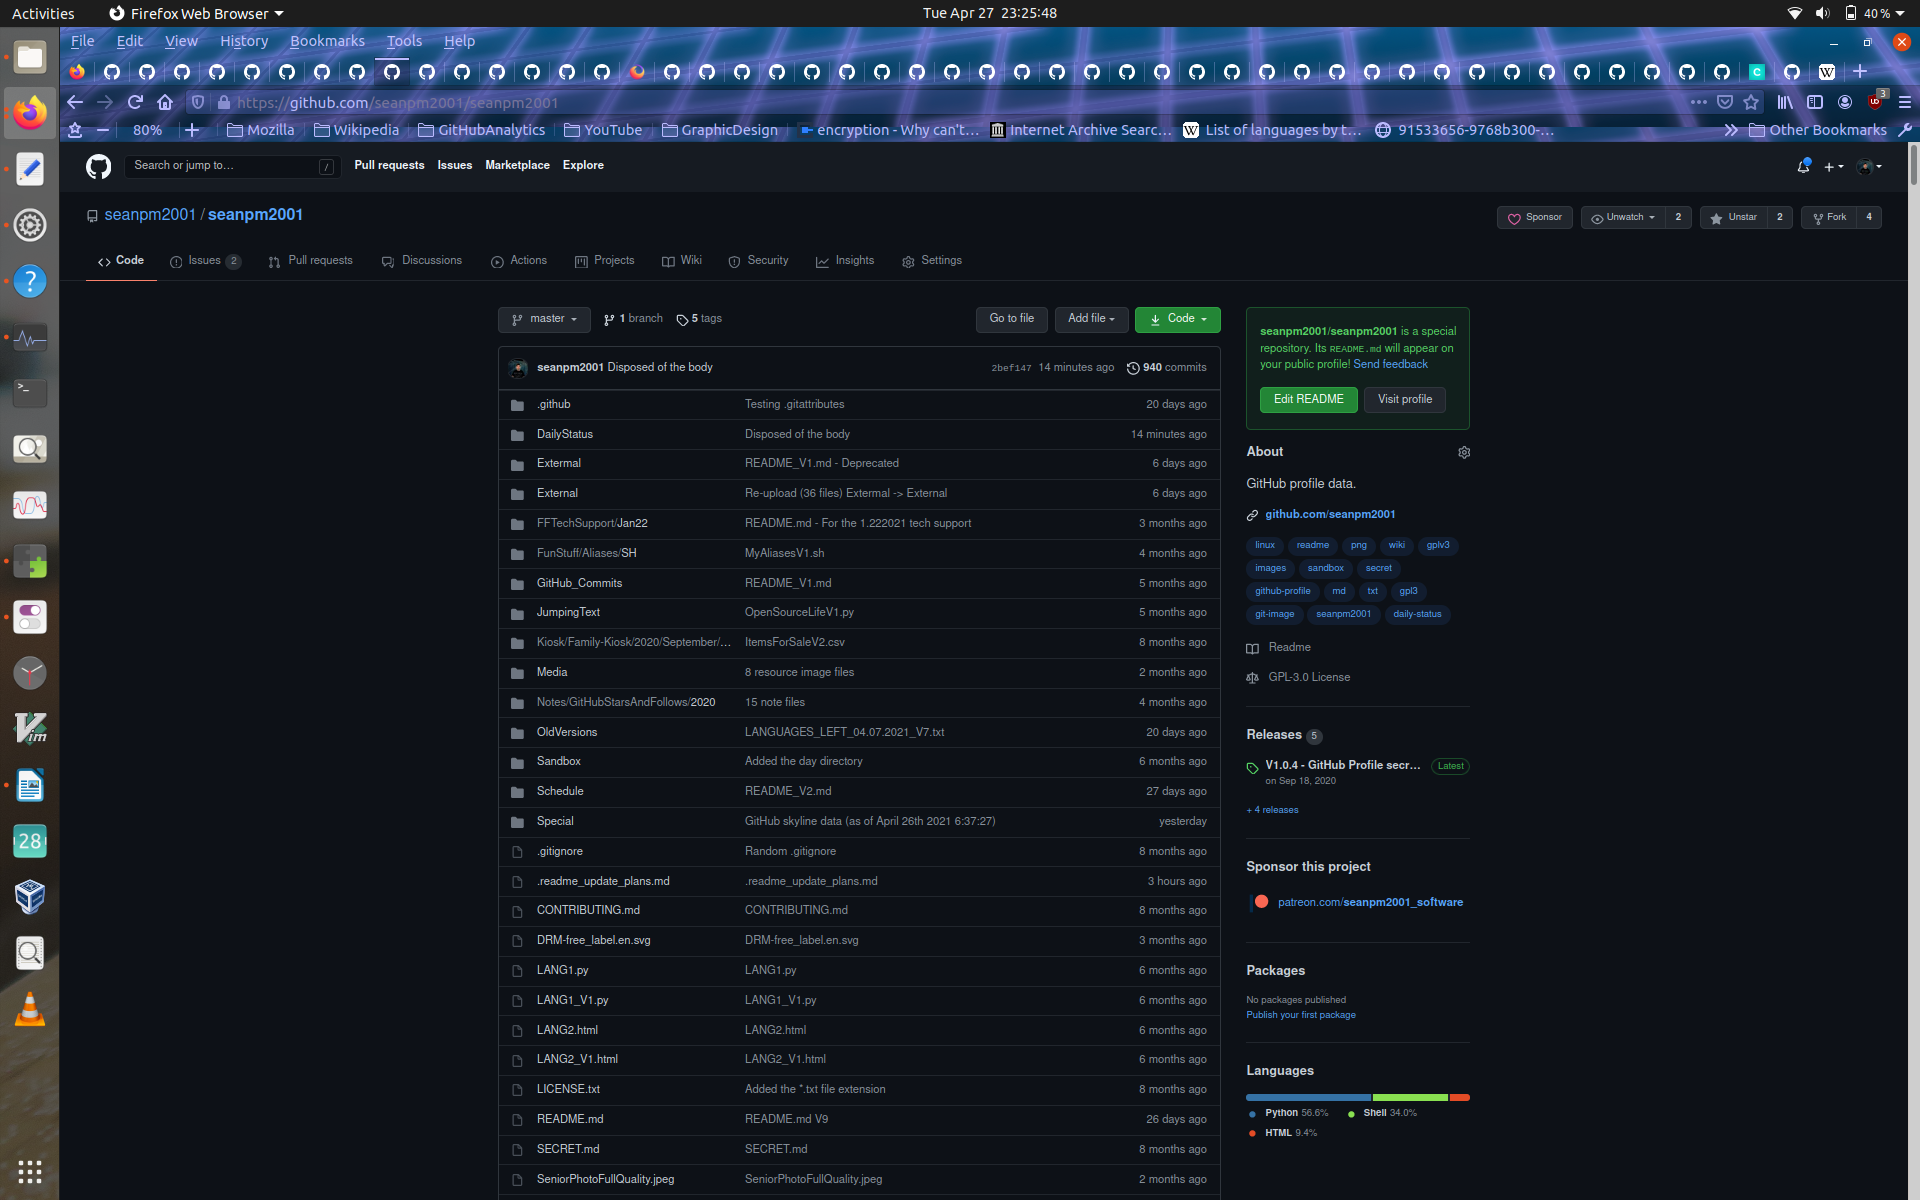 Activities
Firefox Web Browser
Tue Apr 27 23:25:48
40 %
File Edit View History Bookmarks Tools Help
https://github.com/seanpm2001/seanpm2001
3
80%
Mozilla
Wikipedia
GitHubAnalytics
YouTube
GraphicDesign
encryption - Why can't...
Internet Archive Searc...
List of languages by t...
91533656-9768b300-...
Other Bookmarks
Search or jump to...
/
Pull requests Issues Marketplace Explore
seanpm2001 / seanpm2001
Sponsor
Unwatch 2
Unstar 2
Fork 4
Code
Issues 2
Pull requests
Discussions
Actions
Projects
Wiki
Security
Insights
Settings
master
1 branch
5 tags
Go to file
Add file
Code
seanpm2001 Disposed of the body 2bef147 14 minutes ago 940 commits
.github Testing .gitattributes 20 days ago
DailyStatus Disposed of the body 14 minutes ago
Extermal README_V1.md - Deprecated 6 days ago
External Re-upload (36 files) Extermal -> External 6 days ago
FFTechSupport/Jan22 README.md - For the 1.222021 tech support 3 months ago
FunStuff/Aliases/SH MyAliasesV1.sh 4 months ago
GitHub_Commits README_V1.md 5 months ago
JumpingText OpenSourceLifeV1.py 5 months ago
Kiosk/Family-Kiosk/2020/September/... ItemsForSaleV2.csv 8 months ago
Media 8 resource image files 2 months ago
Notes/GitHubStarsAndFollows/2020 15 note files 4 months ago
OldVersions LANGUAGES_LEFT_04.07.2021_V7.txt 20 days ago
Sandbox Added the day directory 6 months ago
Schedule README_V2.md 27 days ago
Special GitHub skyline data (as of April 26th 2021 6:37:27) yesterday
.gitignore Random .gitignore 8 months ago
.readme_update_plans.md .readme_update_plans.md 3 hours ago
CONTRIBUTING.md CONTRIBUTING.md 8 months ago
DRM-free_label.en.svg DRM-free_label.en.svg 3 months ago
LANG1.py LANG1.py 6 months ago
LANG1_V1.py LANG1_V1.py 6 months ago
LANG2.html LANG2.html 6 months ago
LANG2_V1.html LANG2_V1.html 6 months ago
LICENSE.txt Added the *.txt file extension 8 months ago
README.md README.md V9 26 days ago
SECRET.md SECRET.md 8 months ago
SeniorPhotoFullQuality.jpeg SeniorPhotoFullQuality.jpeg 2 months ago
seanpm2001/seanpm2001 is a special
repository. Its README.md will appear on
your public profile! Send feedback
Edit README
Visit profile
About
GitHub profile data.
github.com/seanpm2001
linux readme png wiki gplv3
images sandbox secret
github-profile md txt gpl3
git-image seanpm2001 daily-status
Readme
GPL-3.0 License
Releases 5
V1.0.4 - GitHub Profile secr... Latest
on Sep 18, 2020
+ 4 releases
Sponsor this project
patreon.com/seanpm2001_software
Packages
No packages published
Publish your first package
Languages
Python 56.6% Shell 34.0%
HTML 9.4%
28
Vim